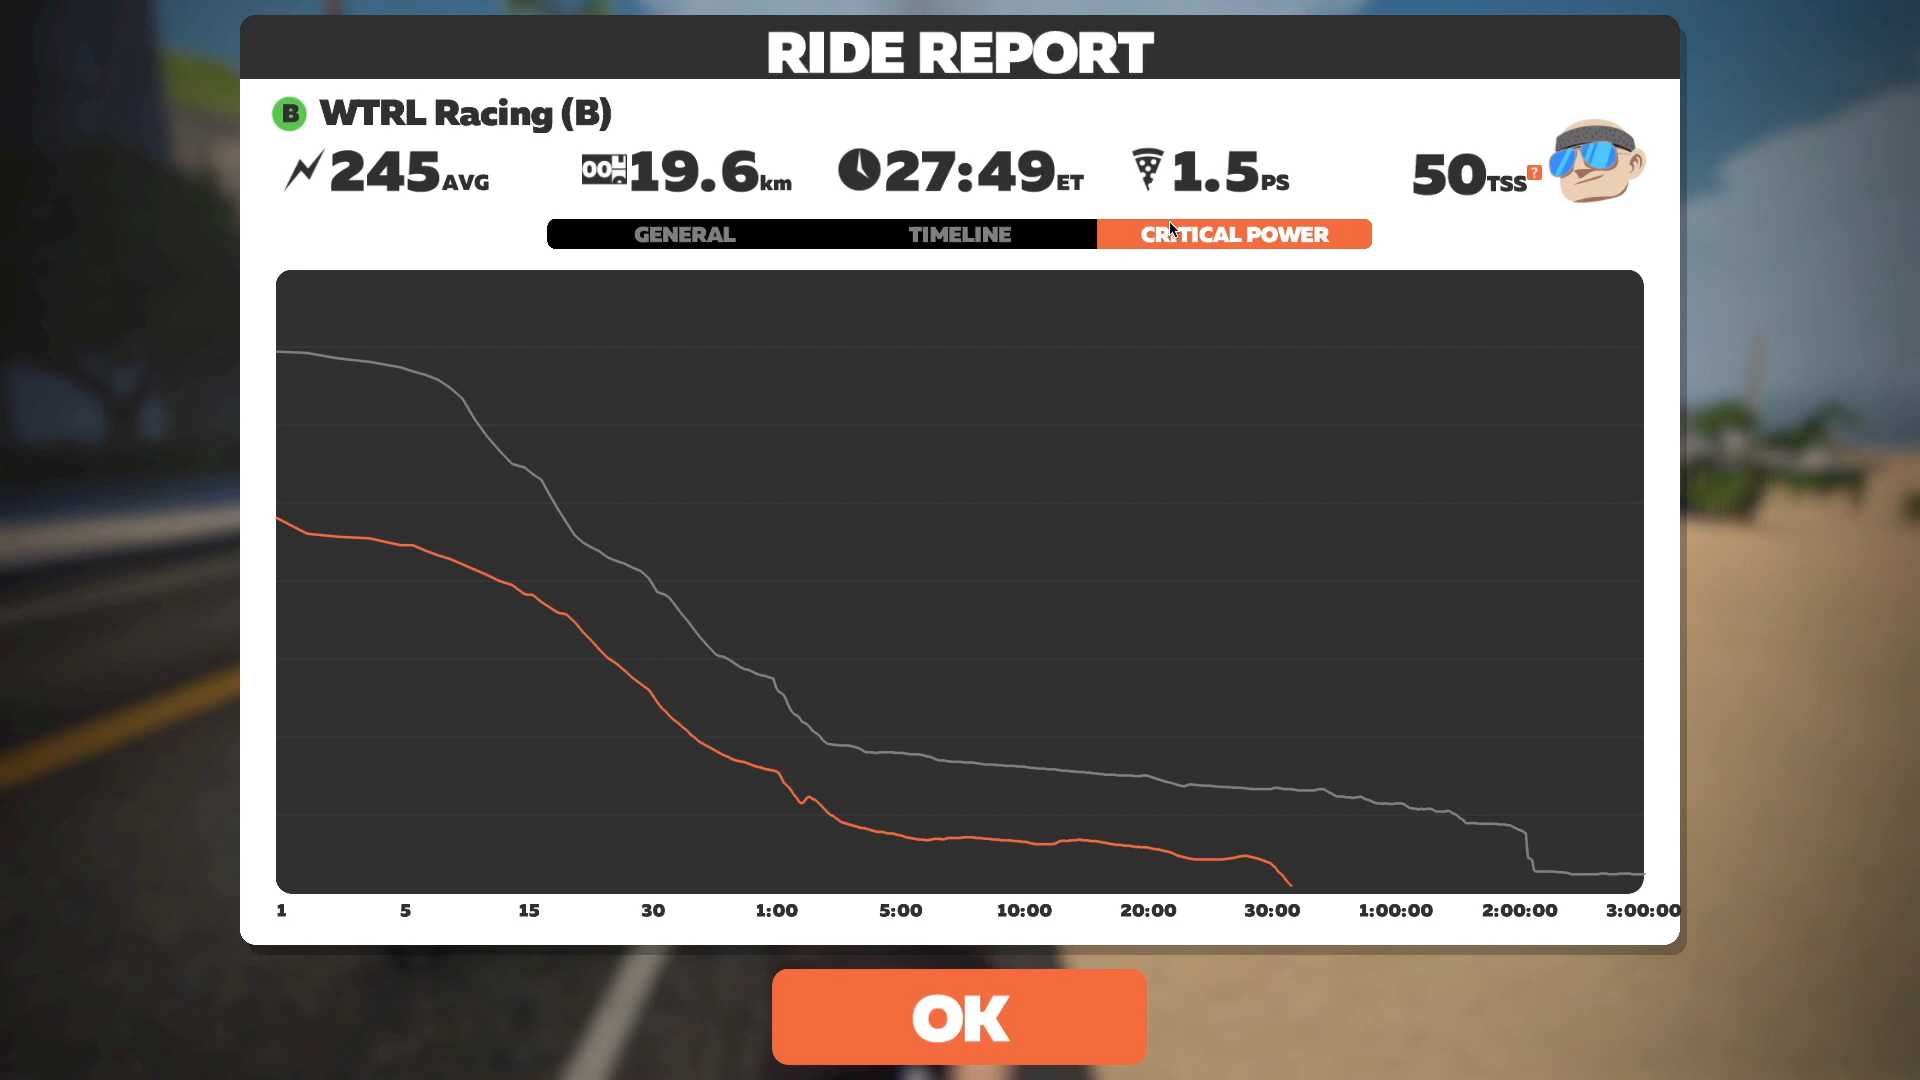 RIDE REPORT
B WTRL Racing (B)
245AVG 19.6km 27:49ET 1.5PS 50TSS?
GENERAL TIMELINE CRITICAL POWER
1 5 15 30 1:00 5:00 10:00 20:00 30:00 1:00:00 2:00:00 3:00:00
OK